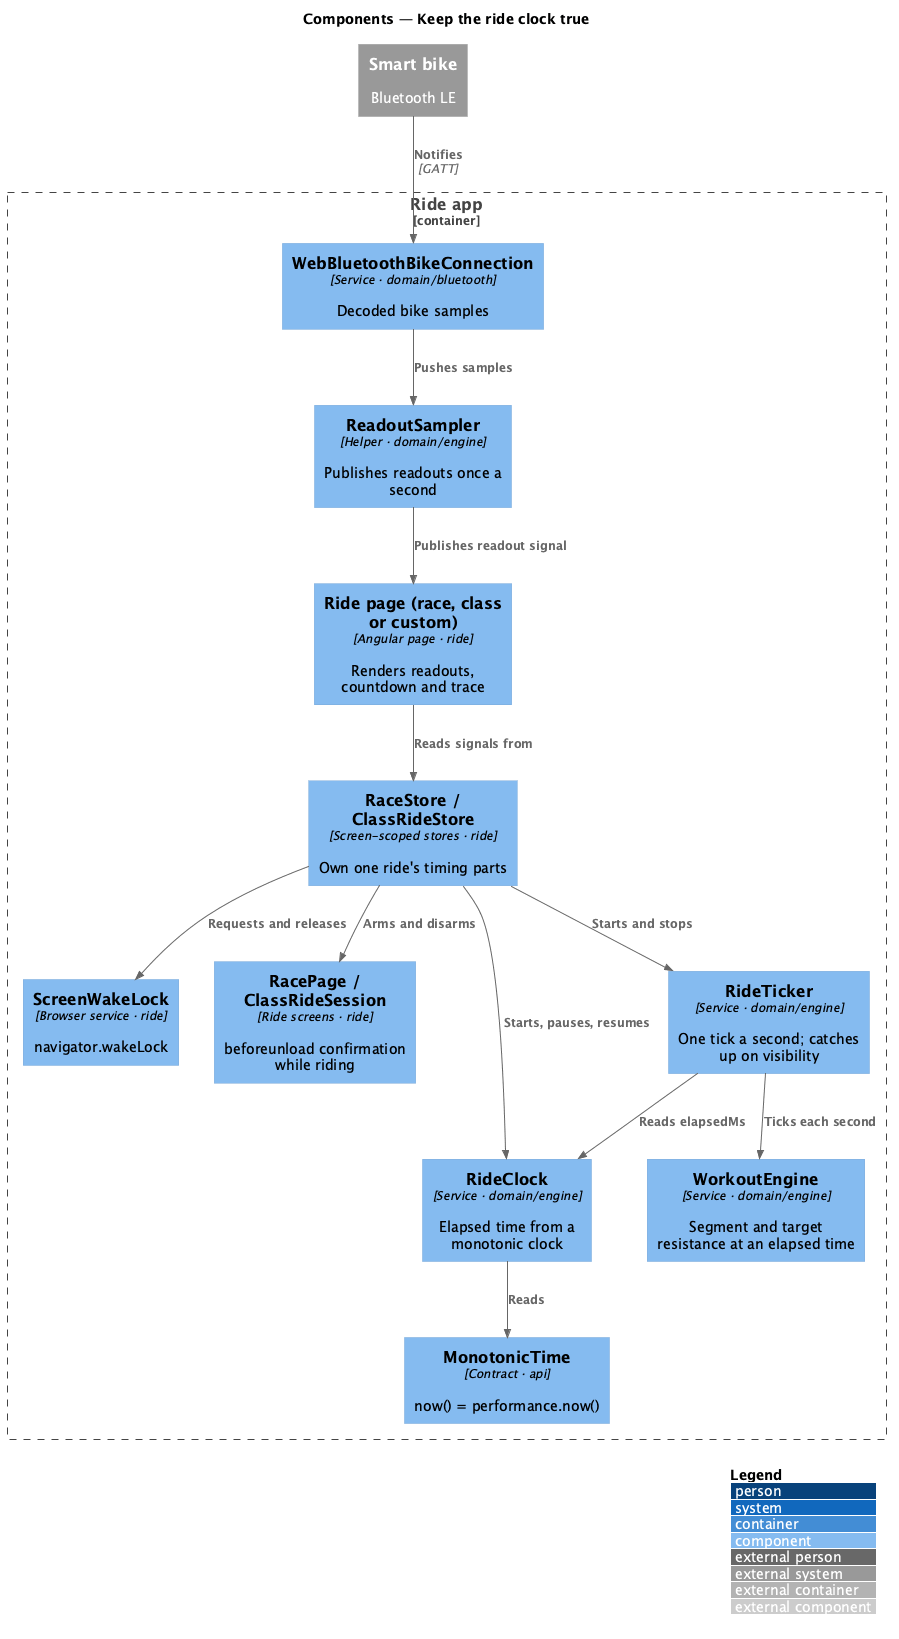 Components — Keep the ride clock true
Smart bike
Bluetooth LE
Notifies
[GATT]
Ride app
[container]
WebBluetoothBikeConnection
[Service · domain/bluetooth]
Decoded bike samples
Pushes samples
ReadoutSampler
[Helper · domain/engine]
Publishes readouts once a
second
Publishes readout signal
Ride page (race, class
or custom)
[Angular page · ride]
Renders readouts,
countdown and trace
Reads signals from
RaceStore /
ClassRideStore
[Screen-scoped stores · ride]
Own one ride's timing parts
Requests and releases
Arms and disarms
Starts and stops
ScreenWakeLock
[Browser service · ride]
navigator.wakeLock
RacePage /
ClassRideSession
[Ride screens · ride]
beforeunload confirmation
while riding
Starts, pauses, resumes
RideTicker
[Service · domain/engine]
One tick a second; catches
up on visibility
Reads elapsedMs
Ticks each second
RideClock
[Service · domain/engine]
Elapsed time from a
monotonic clock
WorkoutEngine
[Service · domain/engine]
Segment and target
resistance at an elapsed time
Reads
MonotonicTime
[Contract · api]
now() = performance.now()
Legend
person
system
container
component
external person
external system
external container
external component